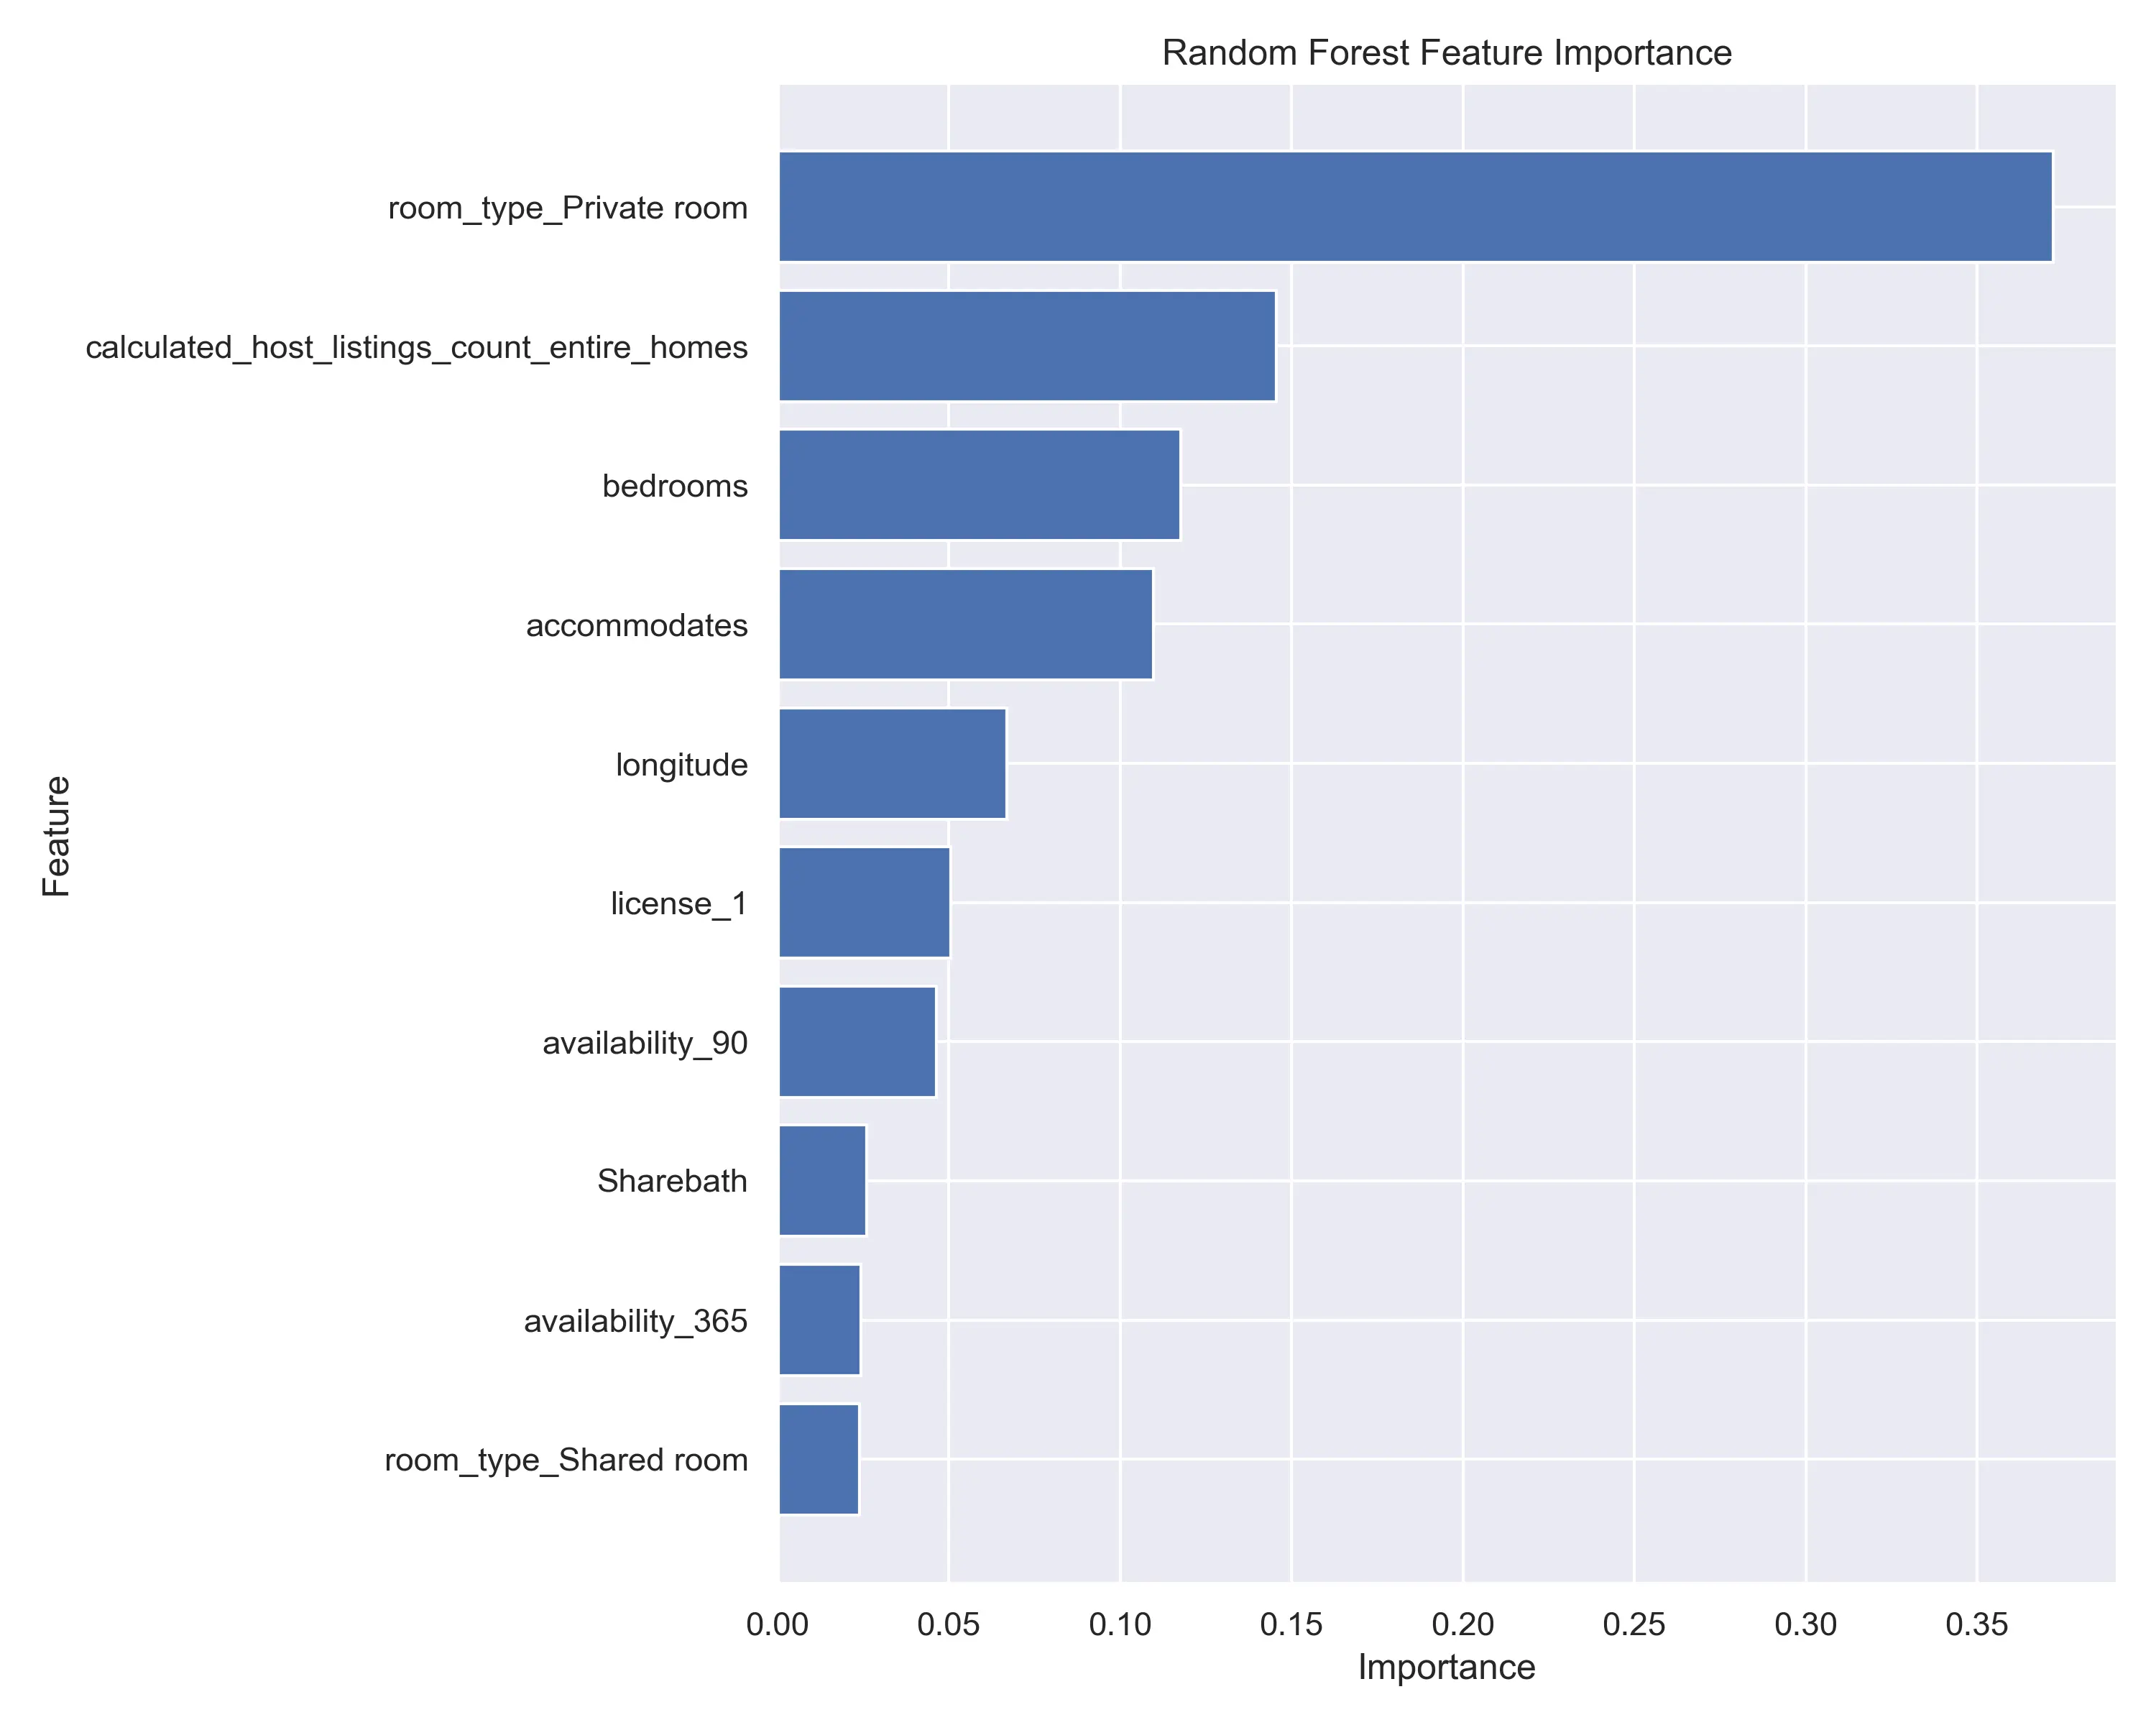 Random Forest Feature Importance
room_type_Private room
calculated_host_listings_count_entire_homes
bedrooms
accommodates
longitude
license_1
availability_90
Sharebath
availability_365
room_type_Shared room
Feature
0.00 0.05 0.10 0.15 0.20 0.25 0.30 0.35
Importance